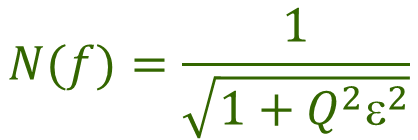 N(f) = 1 / √(1 + Q²ε²)